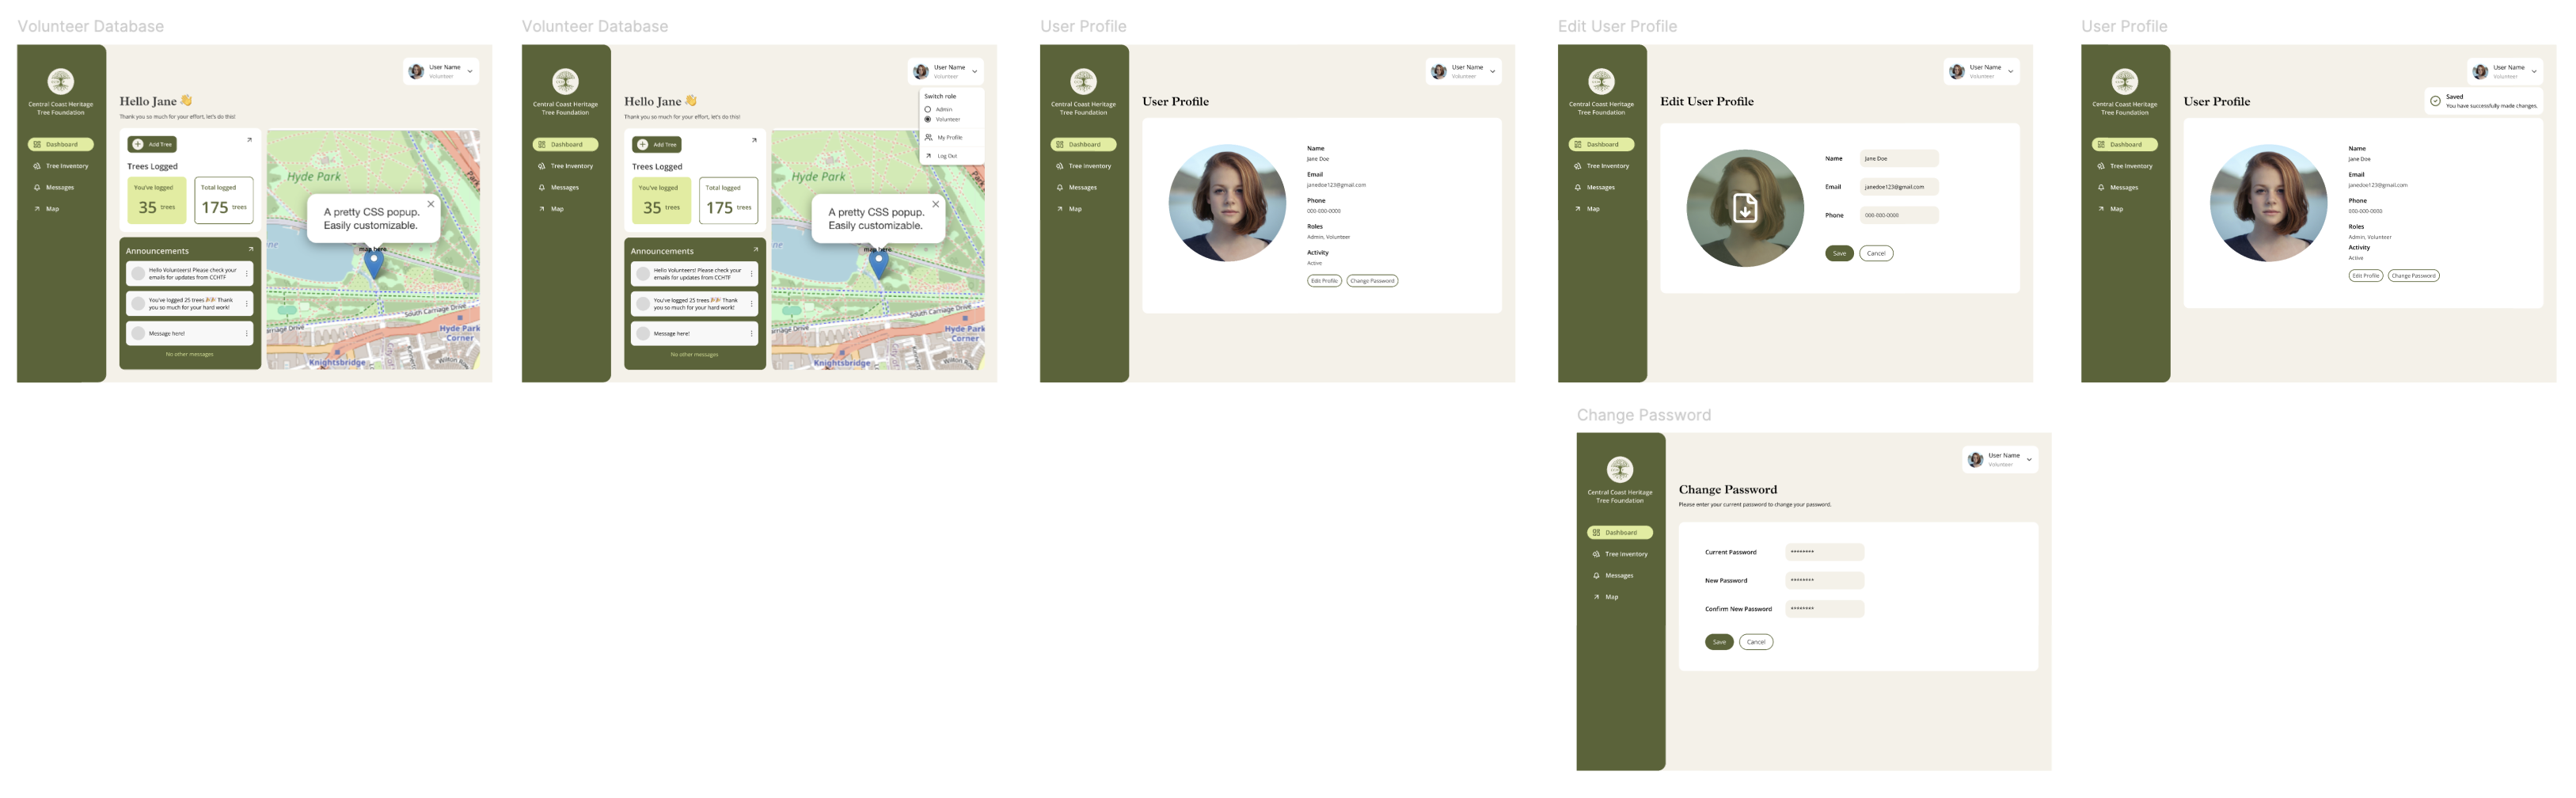 Volunteer Database
Central Coast Heritage
Tree Foundation
Dashboard
Tree Inventory
Messages
Map
User Name
Volunteer
Hello Jane 👋
Thank you so much for your effort, let's do this!
Add Tree
Trees Logged
You've logged
35 trees
Total logged
175 trees
Announcements
Hello Volunteers! Please check your
emails for updates from CCHTF
You've logged 25 trees 🎉 Thank
you so much for your hard work!
Message here!
No other messages
Hyde Park
A pretty CSS popup.
Easily customizable.
map here
South Carriage Drive
Hyde Park
Corner
Knightsbridge
Wilton
Volunteer Database
Central Coast Heritage
Tree Foundation
Dashboard
Tree Inventory
Messages
Map
User Name
Volunteer
Switch role
Admin
Volunteer
My Profile
Log Out
Hello Jane 👋
Thank you so much for your effort, let's do this!
Add Tree
Trees Logged
You've logged
35 trees
Total logged
175 trees
Announcements
Hello Volunteers! Please check your
emails for updates from CCHTF
You've logged 25 trees 🎉 Thank
you so much for your hard work!
Message here!
No other messages
Hyde Park
A pretty CSS popup.
Easily customizable.
map here
South Carriage Drive
Hyde Park
Corner
Knightsbridge
Wilton
User Profile
Central Coast Heritage
Tree Foundation
Dashboard
Tree Inventory
Messages
Map
User Name
Volunteer
User Profile
Name
Jane Doe
Email
janedoe123@gmail.com
Phone
000-000-0000
Roles
Admin, Volunteer
Activity
Active
Edit Profile
Change Password
Edit User Profile
Central Coast Heritage
Tree Foundation
Dashboard
Tree Inventory
Messages
Map
User Name
Volunteer
Edit User Profile
Name
Jane Doe
Email
janedoe123@gmail.com
Phone
000-000-0000
Save
Cancel
User Profile
Central Coast Heritage
Tree Foundation
Dashboard
Tree Inventory
Messages
Map
User Name
Volunteer
Saved
You have successfully made changes.
User Profile
Name
Jane Doe
Email
janedoe123@gmail.com
Phone
000-000-0000
Roles
Admin, Volunteer
Activity
Active
Edit Profile
Change Password
Change Password
Central Coast Heritage
Tree Foundation
Dashboard
Tree Inventory
Messages
Map
User Name
Volunteer
Change Password
Please enter your current password to change your password.
Current Password
********
New Password
********
Confirm New Password
********
Save
Cancel